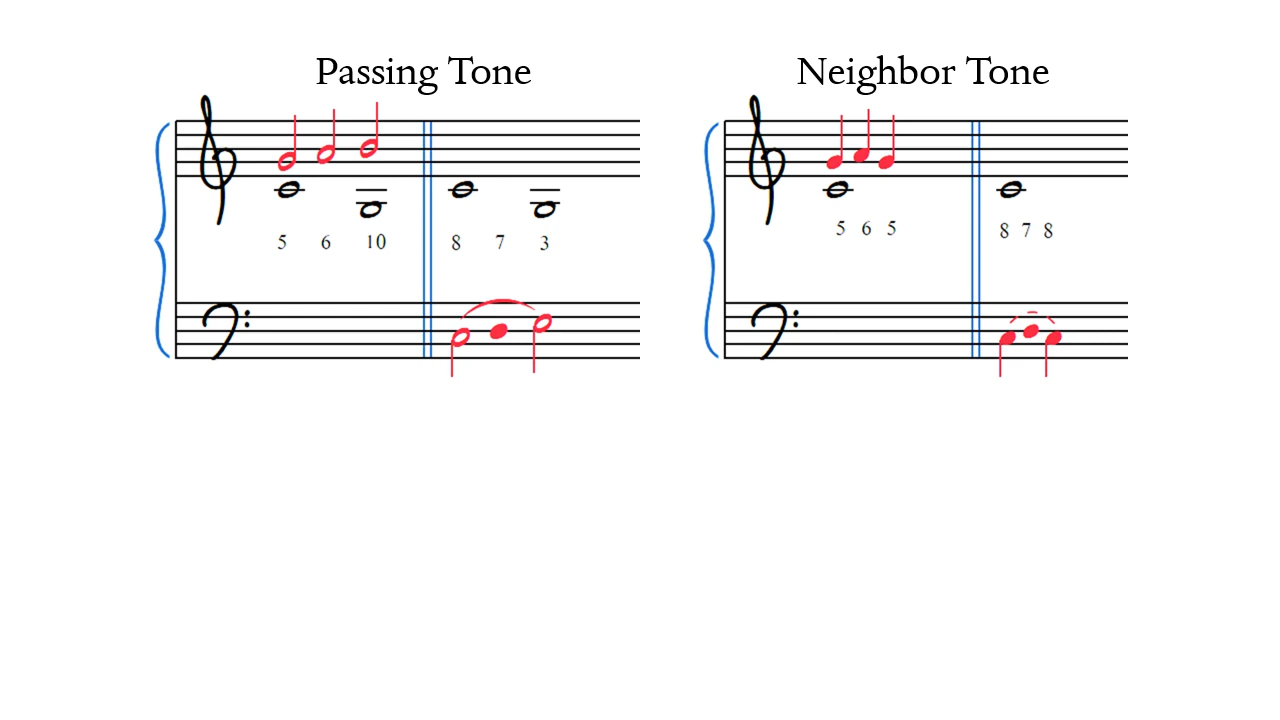 Passing Tone
Neighbor Tone
5 6 10 8 7 3
5 6 5
8 7 8